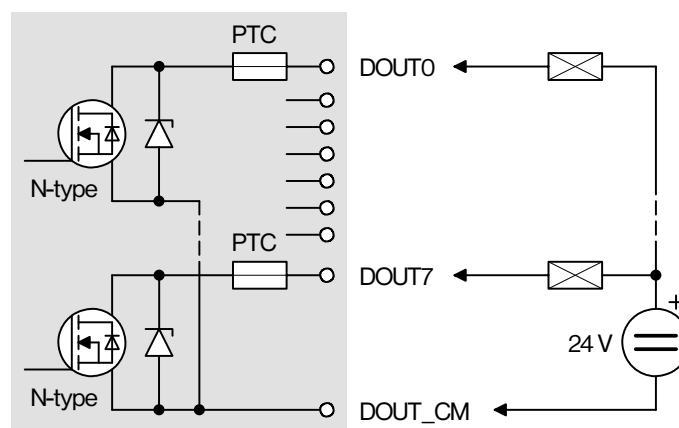 PTC
DOUT0
N-type
PTC
DOUT7
+
24 V
N-type
DOUT_CM